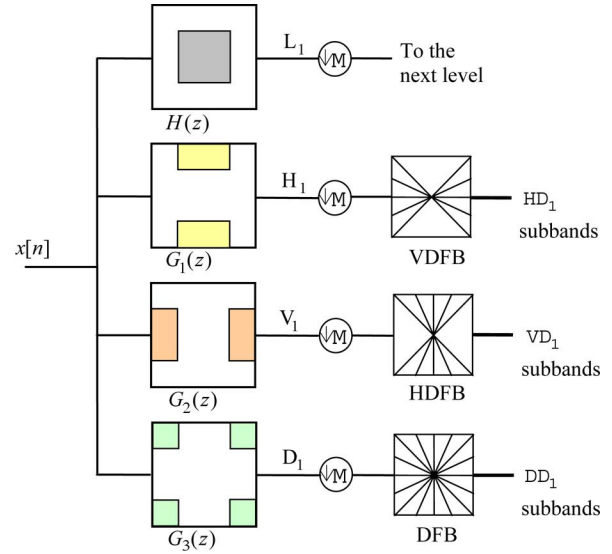 L₁
↓M
To the
next level
H(z)
H₁
↓M
HD₁
subbands
x[n]
G₁(z)
VDFB
V₁
↓M
VD₁
subbands
G₂(z)
HDFB
D₁
↓M
DD₁
subbands
G₃(z)
DFB